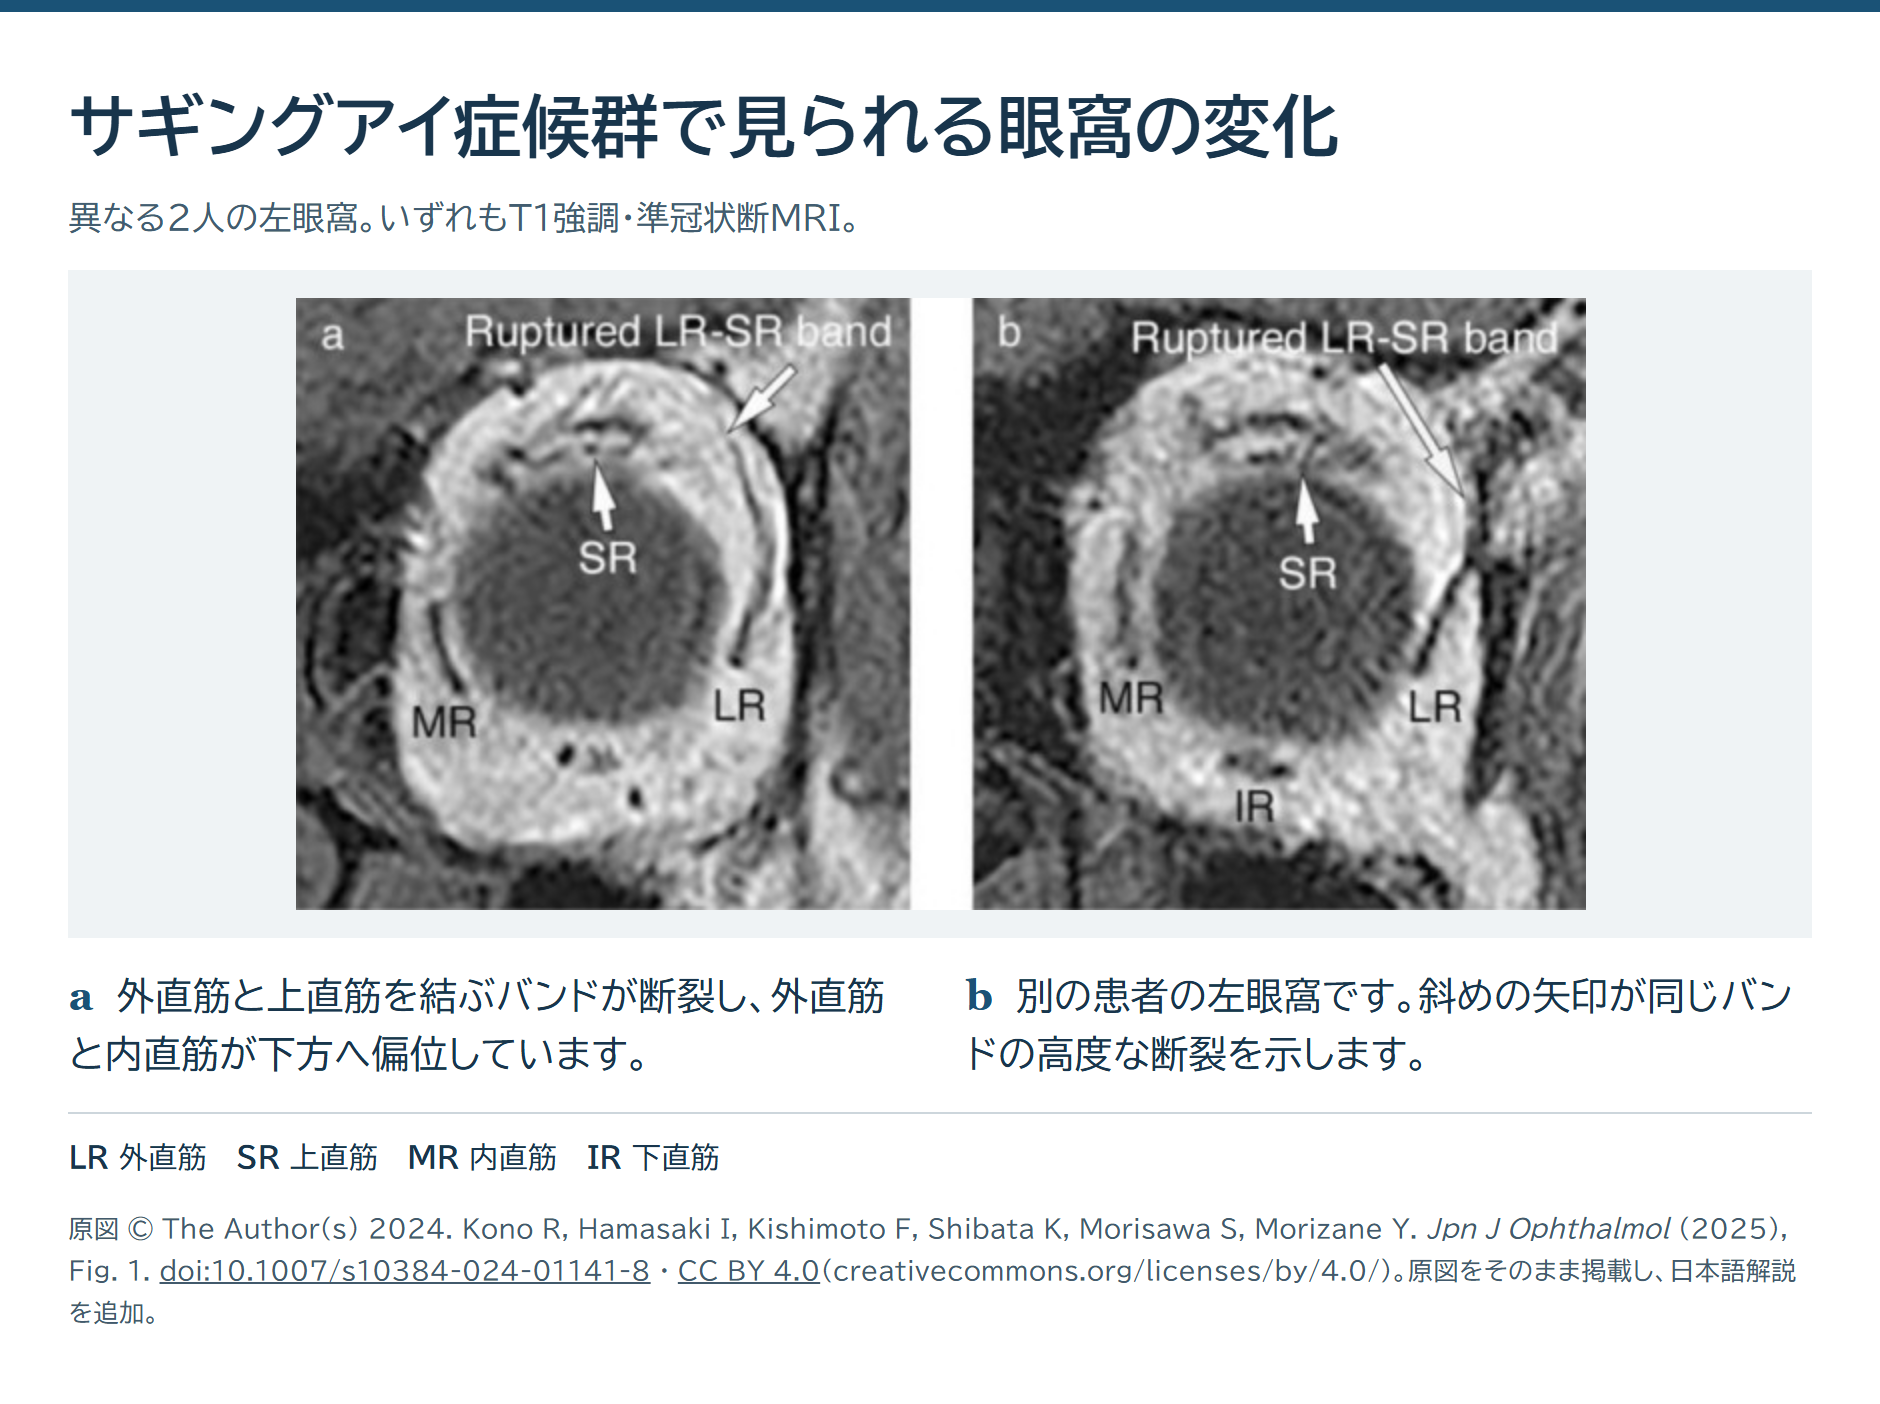 サギングアイ症候群で見られる眼窩の変化
異なる2人の左眼窩。いずれもT1強調・準冠状断MRI。
a
Ruptured LR-SR band
SR
MR
LR
b
Ruptured LR-SR band
SR
MR
LR
IR
a 外直筋と上直筋を結ぶバンドが断裂し、外直筋
と内直筋が下方へ偏位しています。
b 別の患者の左眼窩です。斜めの矢印が同じバン
ドの高度な断裂を示します。
LR 外直筋 SR 上直筋 MR 内直筋 IR 下直筋
原図 © The Author(s) 2024. Kono R, Hamasaki I, Kishimoto F, Shibata K, Morisawa S, Morizane Y. Jpn J Ophthalmol (2025),
Fig. 1. doi:10.1007/s10384-024-01141-8 · CC BY 4.0(creativecommons.org/licenses/by/4.0/)。原図をそのまま掲載し、日本語解説
を追加。